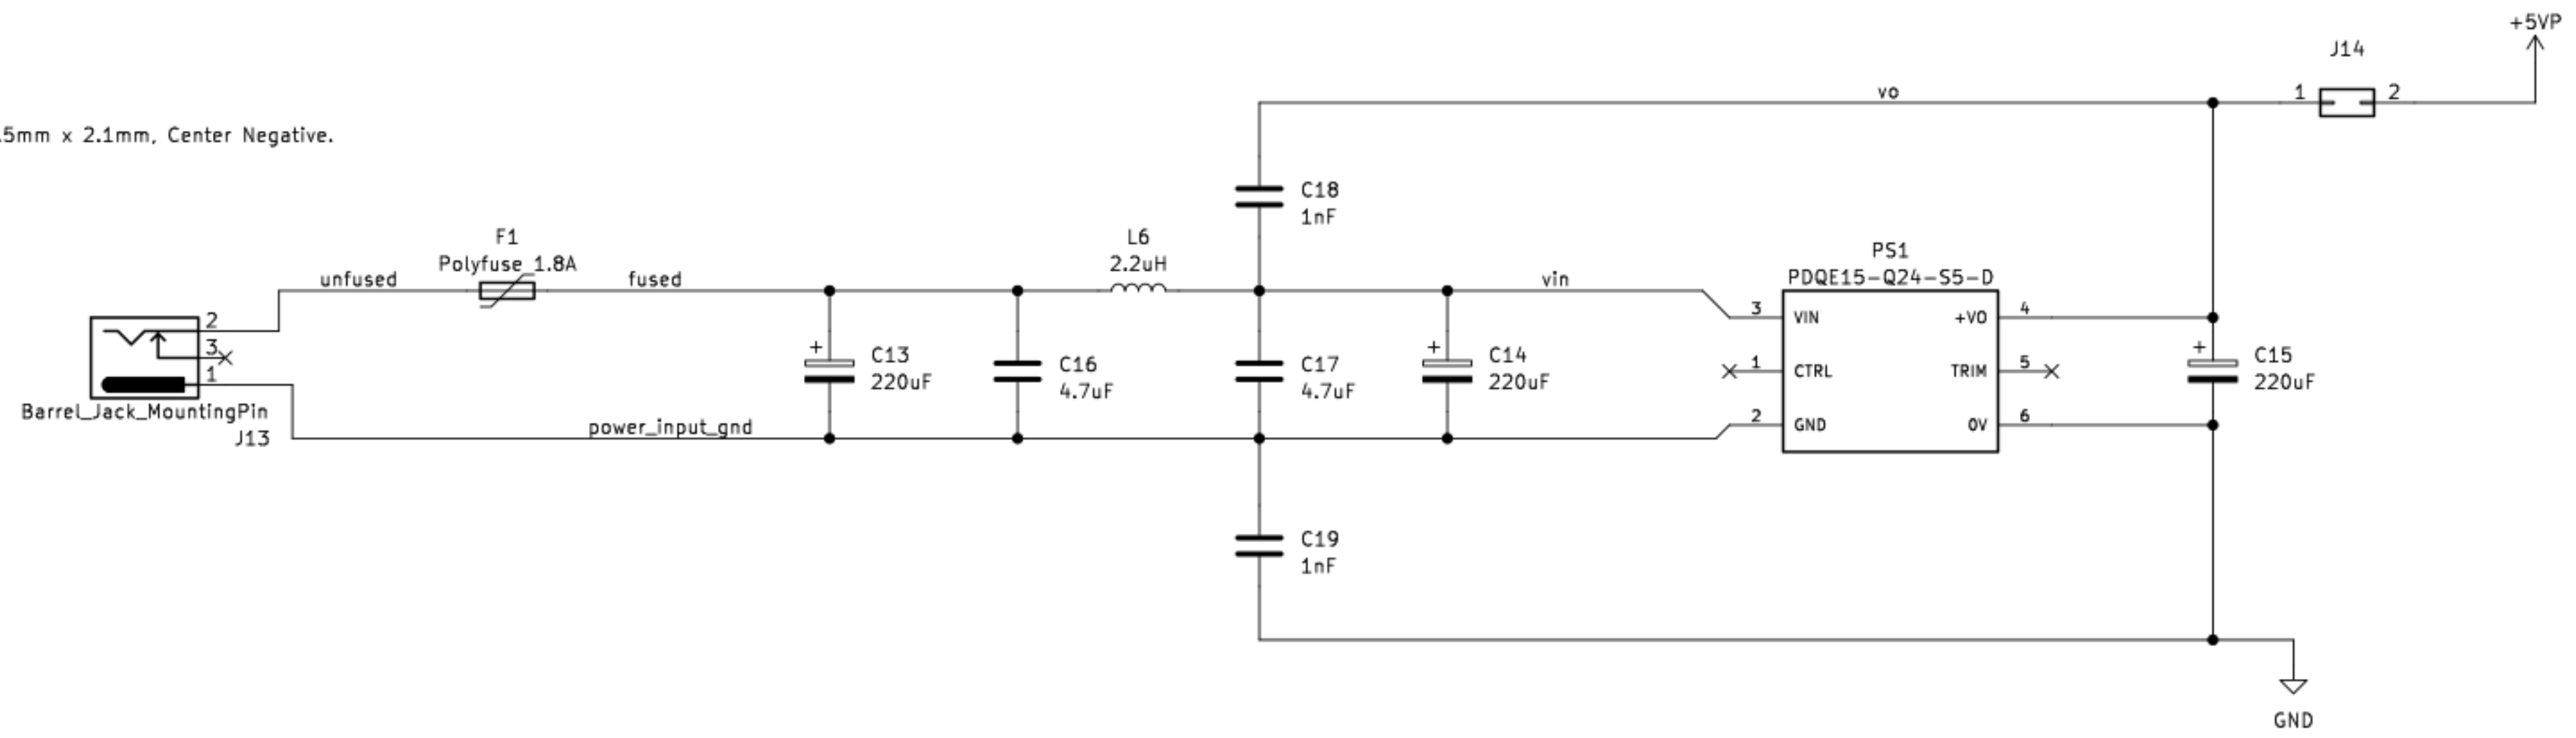 +5VP
J14
vo
1
2
5mm x 2.1mm, Center Negative.
C18
1nF
F1
Polyfuse 1.8A
L6
2.2uH
PS1
PDQE15-Q24-S5-D
unfused
fused
vin
2
3
1
Barrel_Jack_MountingPin
J13
+
C13
220uF
C16
4.7uF
C17
4.7uF
+
C14
220uF
3
VIN
+VO
4
1
CTRL
TRIM
5
2
GND
0V
6
+
C15
220uF
power_input_gnd
C19
1nF
GND